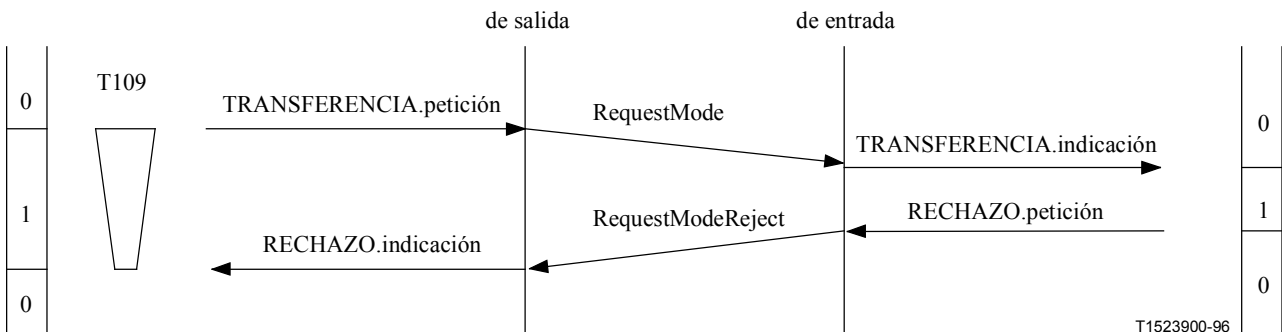 de salida
de entrada
T109
0
TRANSFERENCIA.petición
RequestMode
0
TRANSFERENCIA.indicación
1
RequestModeReject
RECHAZO.petición
1
RECHAZO.indicación
0
0
T1523900-96